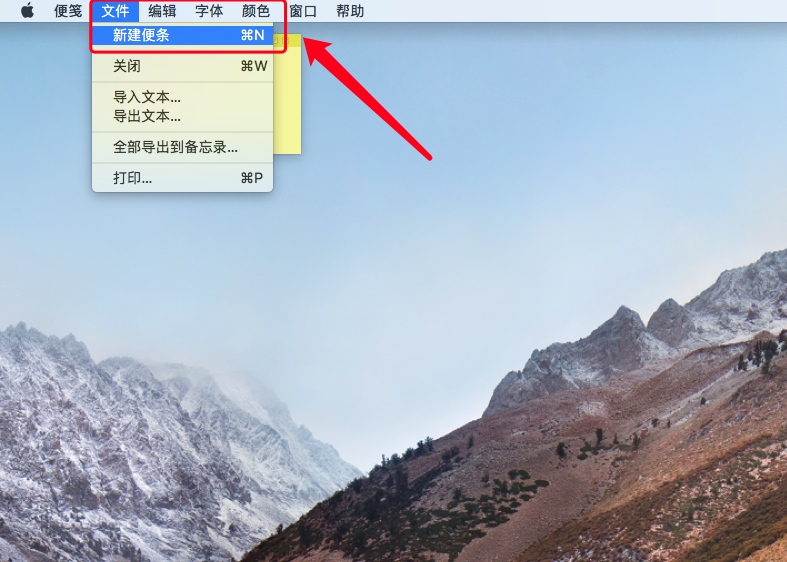 便笺 文件 编辑 字体 颜色 窗口 帮助
新建便条 ⌘N
关闭 ⌘W
导入文本...
导出文本...
全部导出到备忘录...
打印... ⌘P